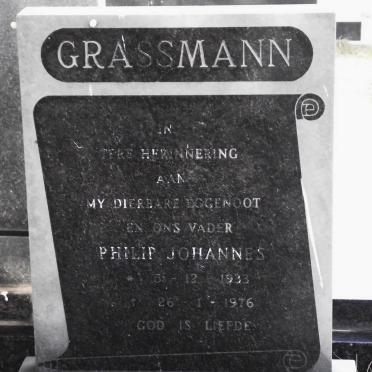 GRASSMANN
IN
TERE HERINNERING
AAN
MY DIERBARE EGGENOOT
EN ONS VADER
PHILIP JOHANNES
12 - 1933
26 - 1 - 1976
GOD IS LIEFDE